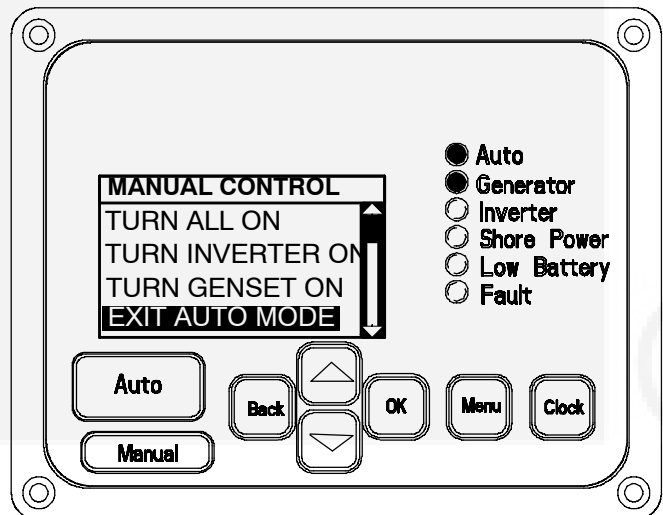 MANUAL CONTROL
TURN ALL ON
TURN INVERTER ON
TURN GENSET ON
EXIT AUTO MODE
Auto
Generator
Inverter
Shore Power
Low Battery
Fault
Auto
Manual
Back
OK
Menu
Clock